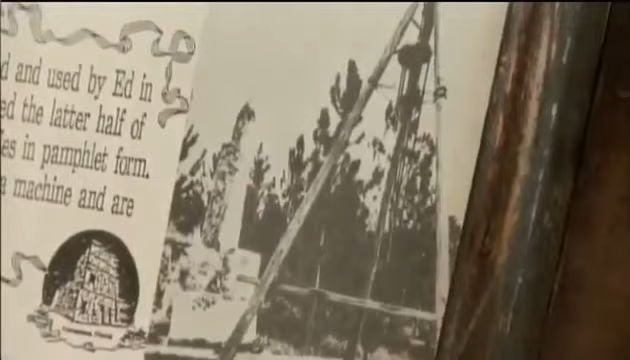 d and used by Ed in
ed the latter half of
es in pamphlet form.
a machine and are